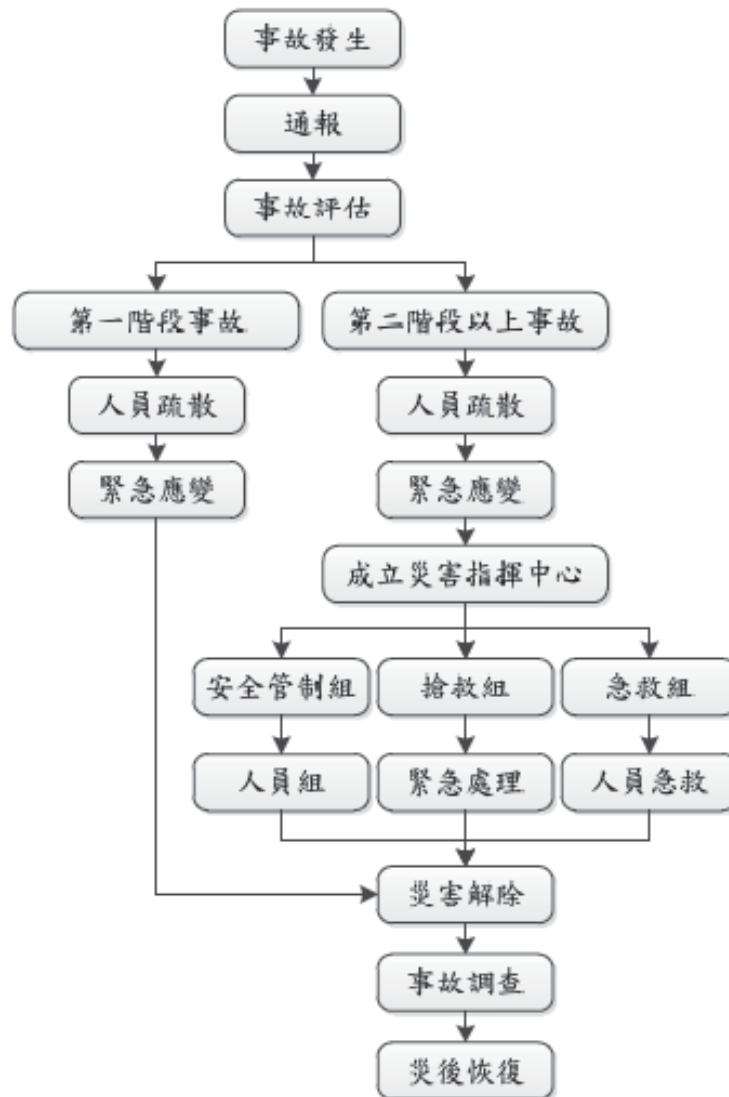 事故發生
通報
事故評估
第一階段事故
第二階段以上事故
人員疏散
人員疏散
緊急應變
緊急應變
成立災害指揮中心
安全管制組
搶救組
急救組
人員組
緊急處理
人員急救
災害解除
事故調查
災後恢復